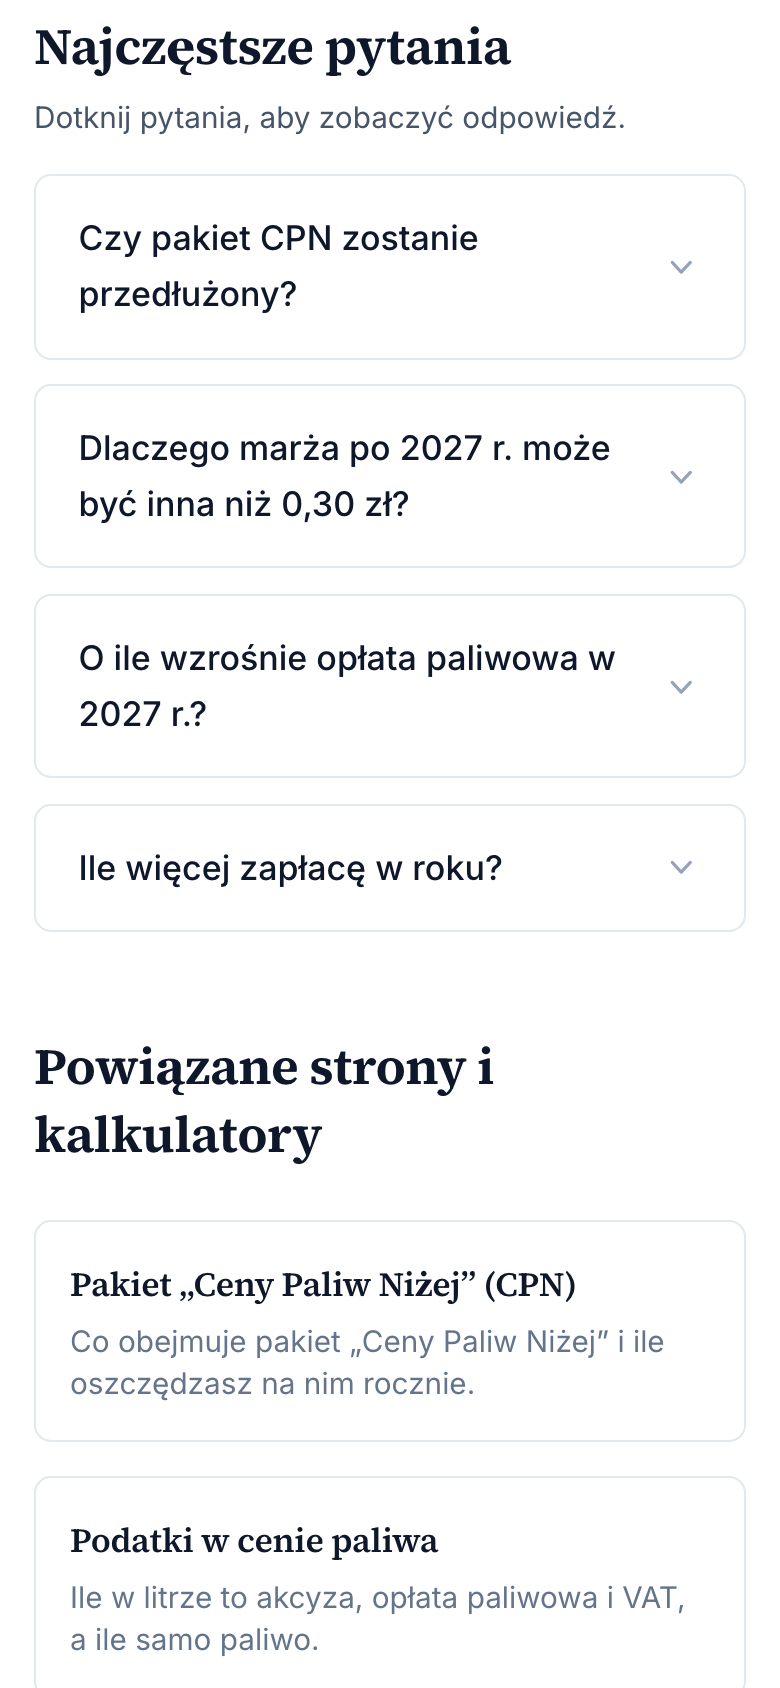 Najczęstsze pytania
Dotknij pytania, aby zobaczyć odpowiedź.
Czy pakiet CPN zostanie
przedłużony?
Dlaczego marża po 2027 r. może
być inna niż 0,30 zł?
O ile wzrośnie opłata paliwowa w
2027 r.?
Ile więcej zapłacę w roku?
Powiązane strony i
kalkulatory
Pakiet „Ceny Paliw Niżej” (CPN)
Co obejmuje pakiet „Ceny Paliw Niżej” i ile
oszczędzasz na nim rocznie.
Podatki w cenie paliwa
Ile w litrze to akcyza, opłata paliwowa i VAT,
a ile samo paliwo.